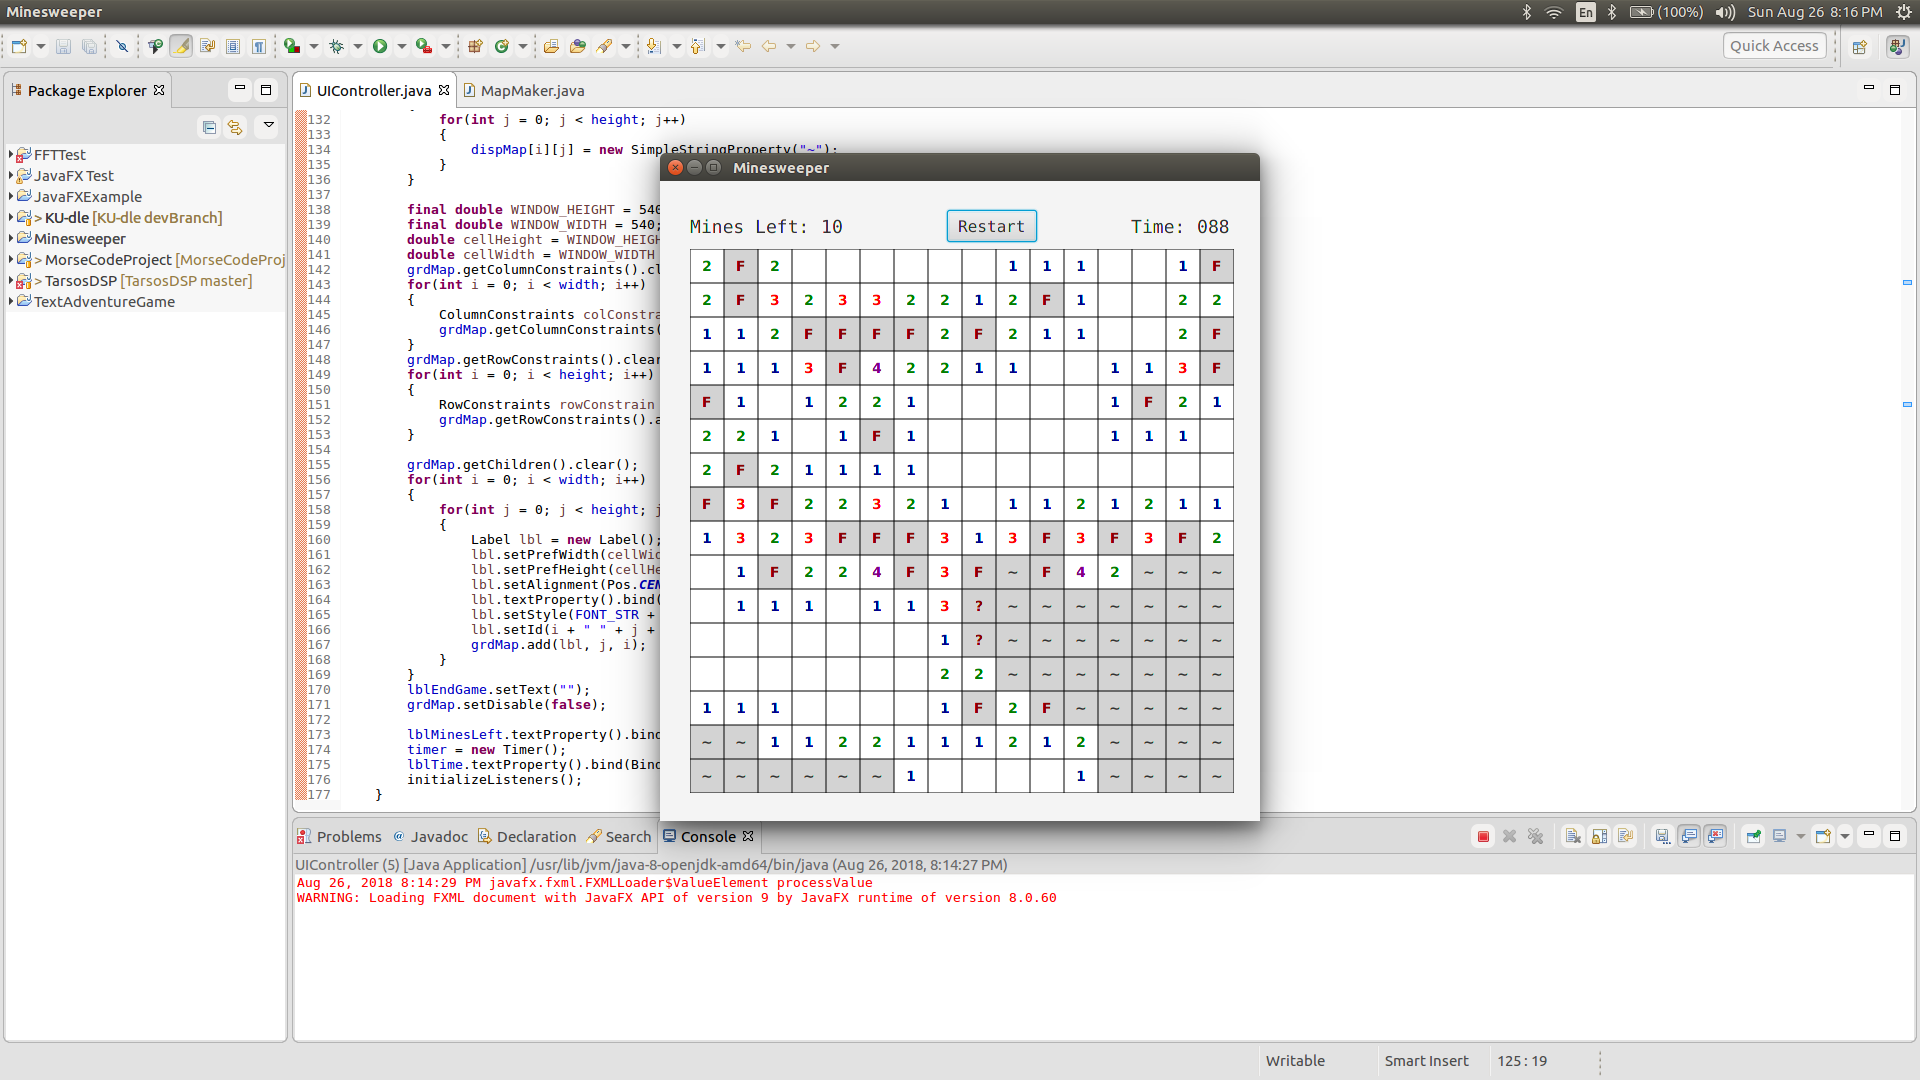 Minesweeper
En
(100%)
Sun Aug 26 8:16 PM
Quick Access
Package Explorer
FFTTest
JavaFX Test
JavaFXExample
> KU-dle [KU-dle devBranch]
Minesweeper
> MorseCodeProject [MorseCodeProj
> TarsosDSP [TarsosDSP master]
TextAdventureGame
UIController.java
MapMaker.java
132 for(int j = 0; j < height; j++)
133 {
134 dispMap[i][j] = new SimpleStringProperty("~");
135 }
136 }
137
138 final double WINDOW_HEIGHT = 540
139 final double WINDOW_WIDTH = 540;
140 double cellHeight = WINDOW_HEIGH
141 double cellWidth = WINDOW_WIDTH
142 grdMap.getColumnConstraints().cl
143 for(int i = 0; i < width; i++)
144 {
145 ColumnConstraints colConstra
146 grdMap.getColumnConstraints(
147 }
148 grdMap.getRowConstraints().clear
149 for(int i = 0; i < height; i++)
150 {
151 RowConstraints rowConstrain
152 grdMap.getRowConstraints().a
153 }
154
155 grdMap.getChildren().clear();
156 for(int i = 0; i < width; i++)
157 {
158 for(int j = 0; j < height; j
159 {
160 Label lbl = new Label();
161 lbl.setPrefWidth(cellWid
162 lbl.setPrefHeight(cellHe
163 lbl.setAlignment(Pos.CEN
164 lbl.textProperty().bind(
165 lbl.setStyle(FONT_STR +
166 lbl.setId(i + " " + j +
167 grdMap.add(lbl, j, i);
168 }
169 }
170 lblEndGame.setText("");
171 grdMap.setDisable(false);
172
173 lblMinesLeft.textProperty().bind
174 timer = new Timer();
175 lblTime.textProperty().bind(Bind
176 initializeListeners();
177 }
Minesweeper
Mines Left: 10
Restart
Time: 088
2 F 2 1 1 1 1 F
2 F 3 2 3 3 2 2 1 2 F 1 2 2
1 1 2 F F F F 2 F 2 1 1 2 F
1 1 1 3 F 4 2 2 1 1 1 1 3 F
F 1 1 2 2 1 1 F 2 1
2 2 1 1 F 1 1 1 1
2 F 2 1 1 1 1
F 3 F 2 2 3 2 1 1 1 2 1 2 1 1
1 3 2 3 F F F 3 1 3 F 3 F 3 F 2
1 F 2 2 4 F 3 F ~ F 4 2 ~ ~ ~
1 1 1 1 1 3 ? ~ ~ ~ ~ ~ ~ ~
1 ? ~ ~ ~ ~ ~ ~ ~
2 2 ~ ~ ~ ~ ~ ~ ~
1 1 1 1 F 2 F ~ ~ ~ ~ ~
~ ~ 1 1 2 2 1 1 1 2 1 2 ~ ~ ~ ~
~ ~ ~ ~ ~ ~ 1 1 ~ ~ ~ ~
Problems
Javadoc
Declaration
Search
Console
UIController (5) [Java Application] /usr/lib/jvm/java-8-openjdk-amd64/bin/java (Aug 26, 2018, 8:14:27 PM)
Aug 26, 2018 8:14:29 PM javafx.fxml.FXMLLoader$ValueElement processValue
WARNING: Loading FXML document with JavaFX API of version 9 by JavaFX runtime of version 8.0.60
Writable
Smart Insert
125 : 19